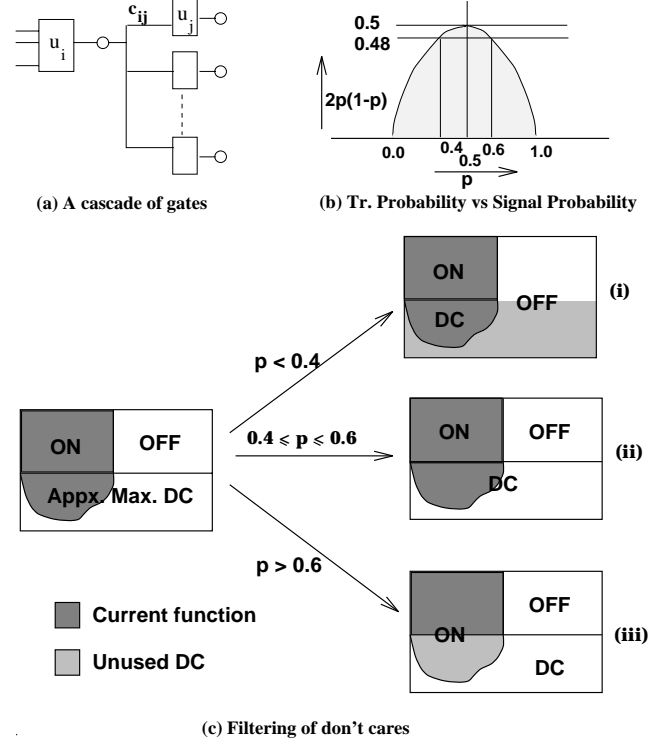 c_ij
u_i
u_j
(a) A cascade of gates
0.5
0.48
2p(1-p)
0.0
0.4
0.5
0.6
1.0
p
(b) Tr. Probability vs Signal Probability
ON
OFF
DC
(i)
p < 0.4
ON
OFF
Appx. Max. DC
0.4 ⩽ p ⩽ 0.6
ON
OFF
DC
(ii)
p > 0.6
ON
OFF
DC
(iii)
Current function
Unused DC
(c) Filtering of don't cares